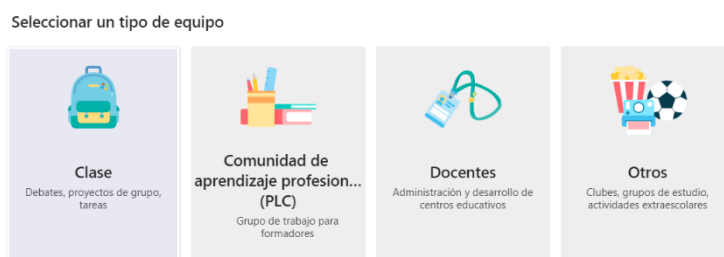 Seleccionar un tipo de equipo
Clase
Debates, proyectos de grupo,
tareas
Comunidad de
aprendizaje profesion...
(PLC)
Grupo de trabajo para
formadores
Docentes
Administración y desarrollo de
centros educativos
Otros
Clubes, grupos de estudio,
actividades extraescolares